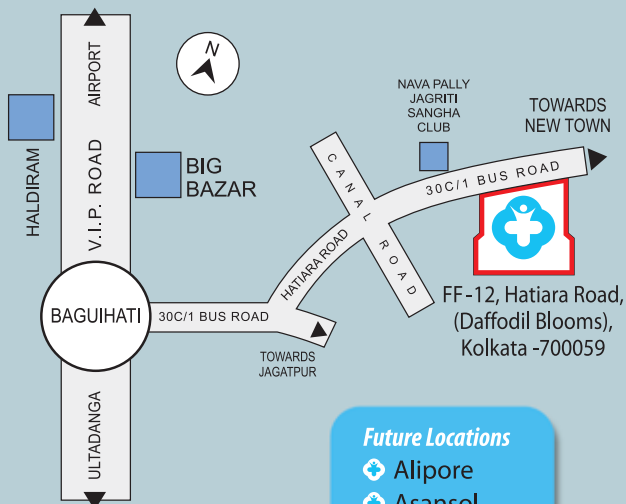 N
AIRPORT
V.I.P. ROAD
HALDIRAM
BIG
BAZAR
NAVA PALLY
JAGRITI
SANGHA
CLUB
TOWARDS
NEW TOWN
CANAL ROAD
30C/1 BUS ROAD
HATIARA ROAD
BAGUIHATI
30C/1 BUS ROAD
TOWARDS
JAGATPUR
FF-12, Hatiara Road,
(Daffodil Blooms),
Kolkata -700059
ULTADANGA
Future Locations
Alipore
Asansol